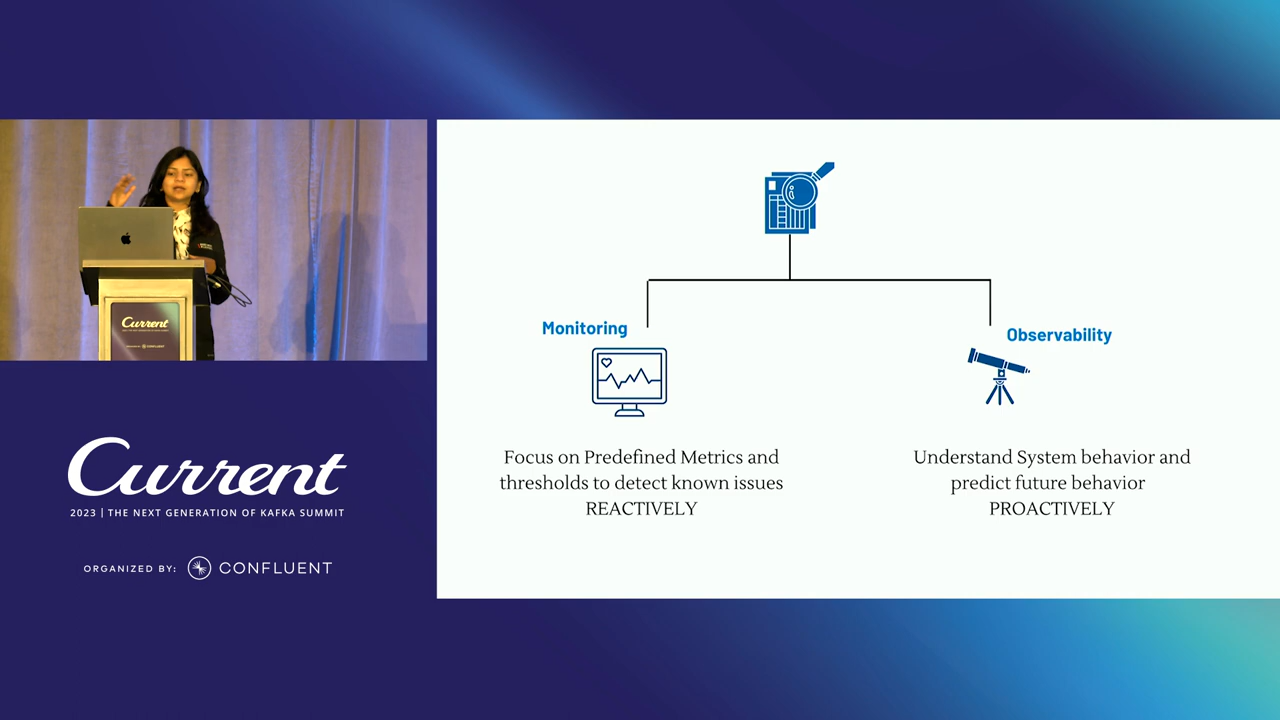 Monitoring
Observability
Focus on Predefined Metrics and
thresholds to detect known issues
REACTIVELY
Understand System behavior and
predict future behavior
PROACTIVELY
Current
Current
2023 | THE NEXT GENERATION OF KAFKA SUMMIT
ORGANIZED BY: CONFLUENT